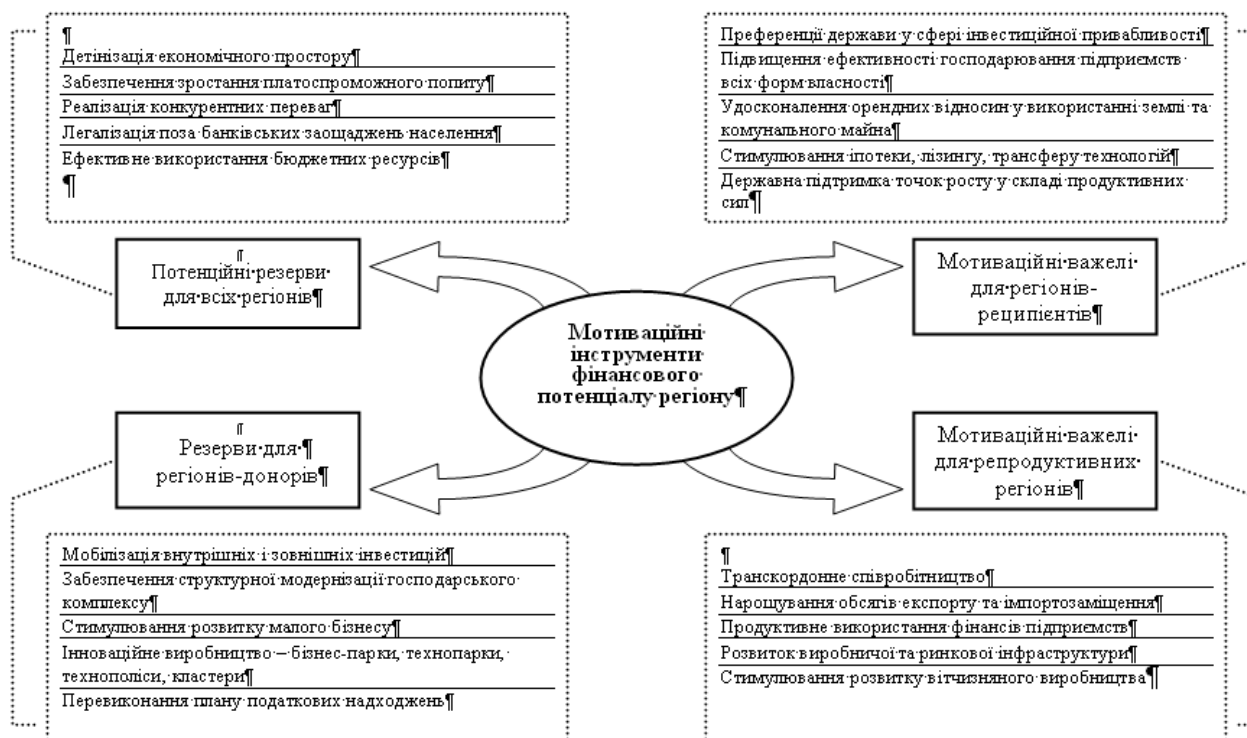 Детінізація економічного простору
Забезпечення зростання платоспроможного попиту
Реалізація конкурентних переваг
Легалізація поза банківських заощаджень населення
Ефективне використання бюджетних ресурсів
Преференції держави у сфері інвестиційної привабливості
Підвищення ефективності господарювання підприємств
всіх форм власності
Удосконалення орендних відносин у використанні землі та
комунального майна
Стимулювання іпотеки, лізингу, трансферу технологій
Державна підтримка точок росту у складі продуктивних
сил
Потенційні резерви
для всіх регіонів
Мотиваційні важелі
для регіонів-
реципієнтів
Мотиваційні
інструменти
фінансового
потенціалу регіону
Резерви для
регіонів-донорів
Мотиваційні важелі
для репродуктивних
регіонів
Мобілізація внутрішніх і зовнішніх інвестицій
Забезпечення структурної модернізації господарського
комплексу
Стимулювання розвитку малого бізнесу
Інноваційне виробництво – бізнес-парки, технопарки,
технополіси, кластери
Перевиконання плану податкових надходжень
Транскордонне співробітництво
Нарощування обсягів експорту та імпортозаміщення
Продуктивне використання фінансів підприємств
Розвиток виробничої та ринкової інфраструктури
Стимулювання розвитку вітчизняного виробництва